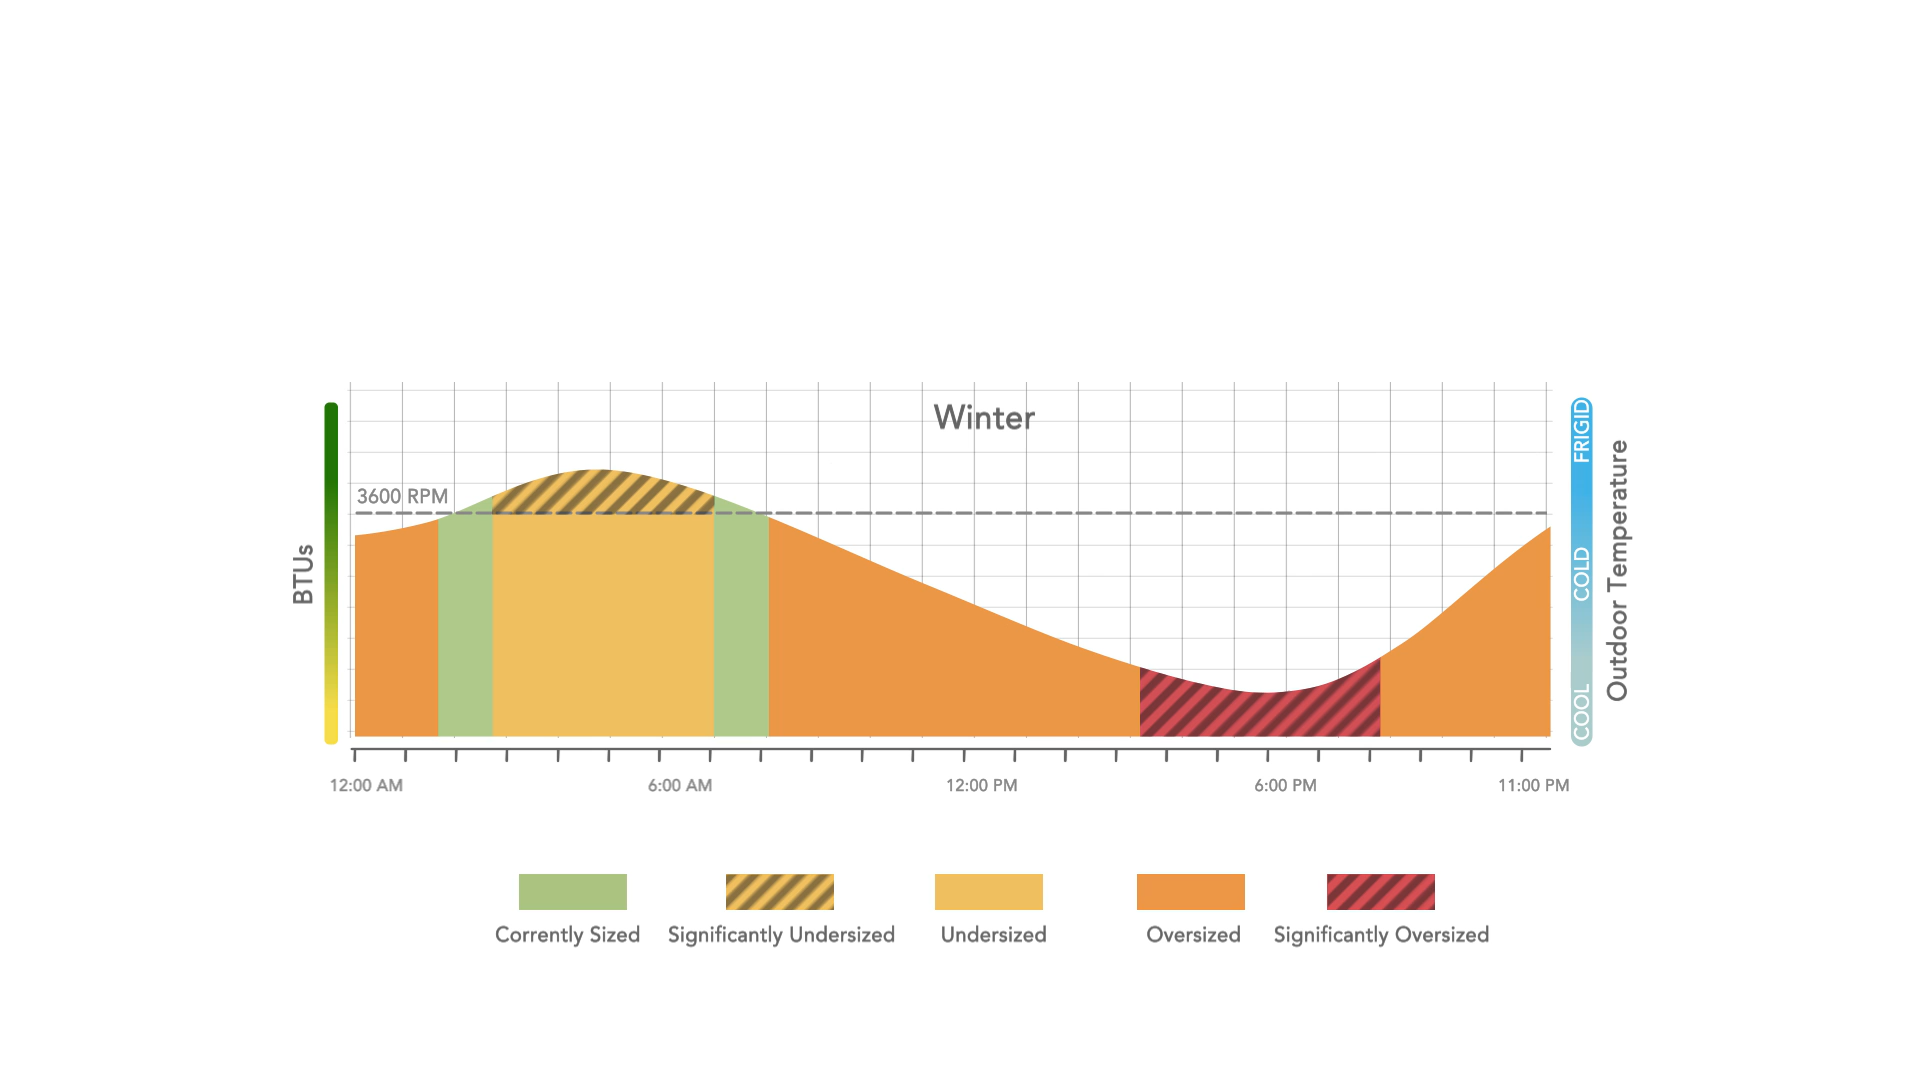 Winter
3600 RPM
BTUs
FRIGID
COLD
COOL
Outdoor Temperature
12:00 AM
6:00 AM
12:00 PM
6:00 PM
11:00 PM
Corrently Sized
Significantly Undersized
Undersized
Oversized
Significantly Oversized